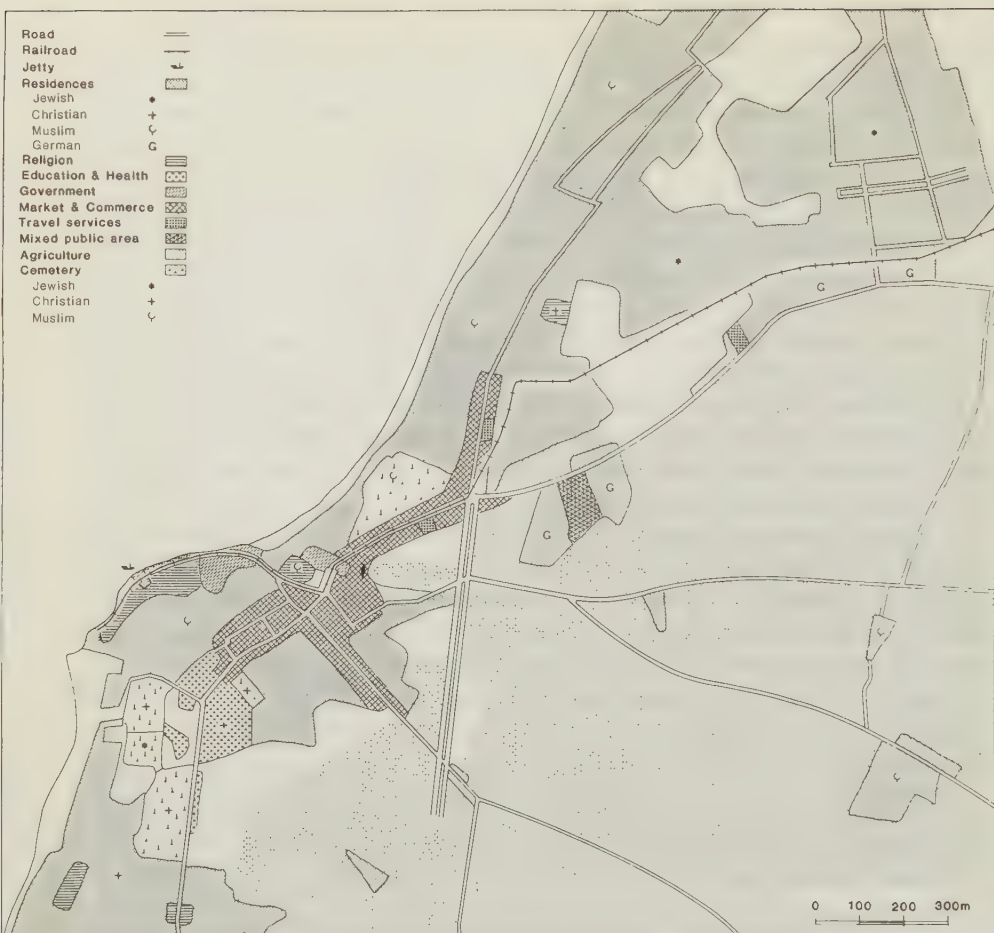 Road
Railroad
Jetty
Residences
Jewish
Christian
Muslim
German G
Religion
Education & Health
Government
Market & Commerce
Travel services
Mixed public area
Agriculture
Cemetery
Jewish
Christian
Muslim
G
G
G
G
0 100 200 300m